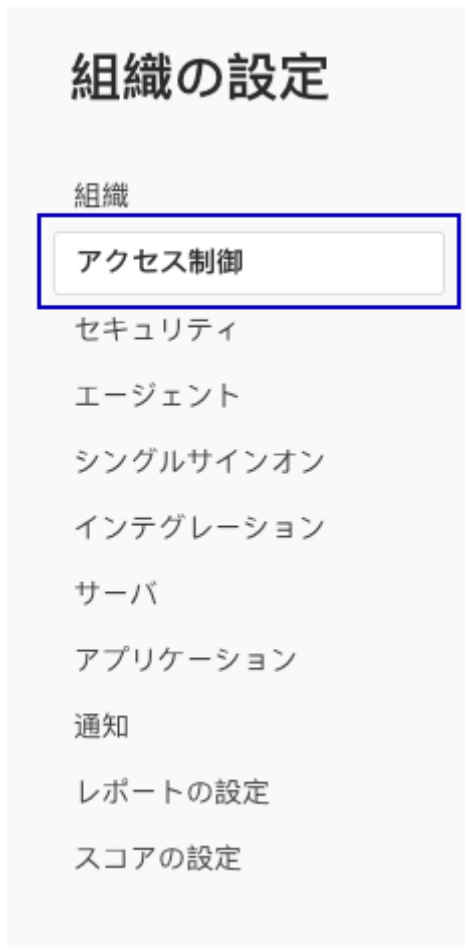 組織の設定
組織
アクセス制御
セキュリティ
エージェント
シングルサインオン
インテグレーション
サーバ
アプリケーション
通知
レポートの設定
スコアの設定